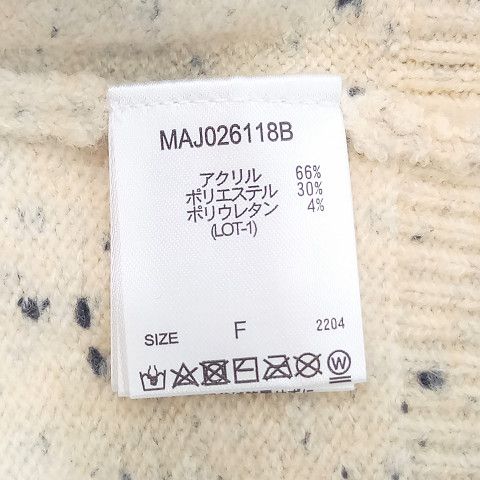 MAJ026118B
アクリル 66%
ポリエステル 30%
ポリウレタン 4%
(LOT-1)
SIZE F 2204
W